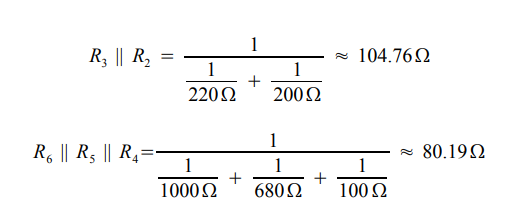 R₃ || R₂ = 1 / (1/220Ω + 1/200Ω) ≈ 104.76Ω
R₆ || R₅ || R₄ = 1 / (1/1000Ω + 1/680Ω + 1/100Ω) ≈ 80.19Ω